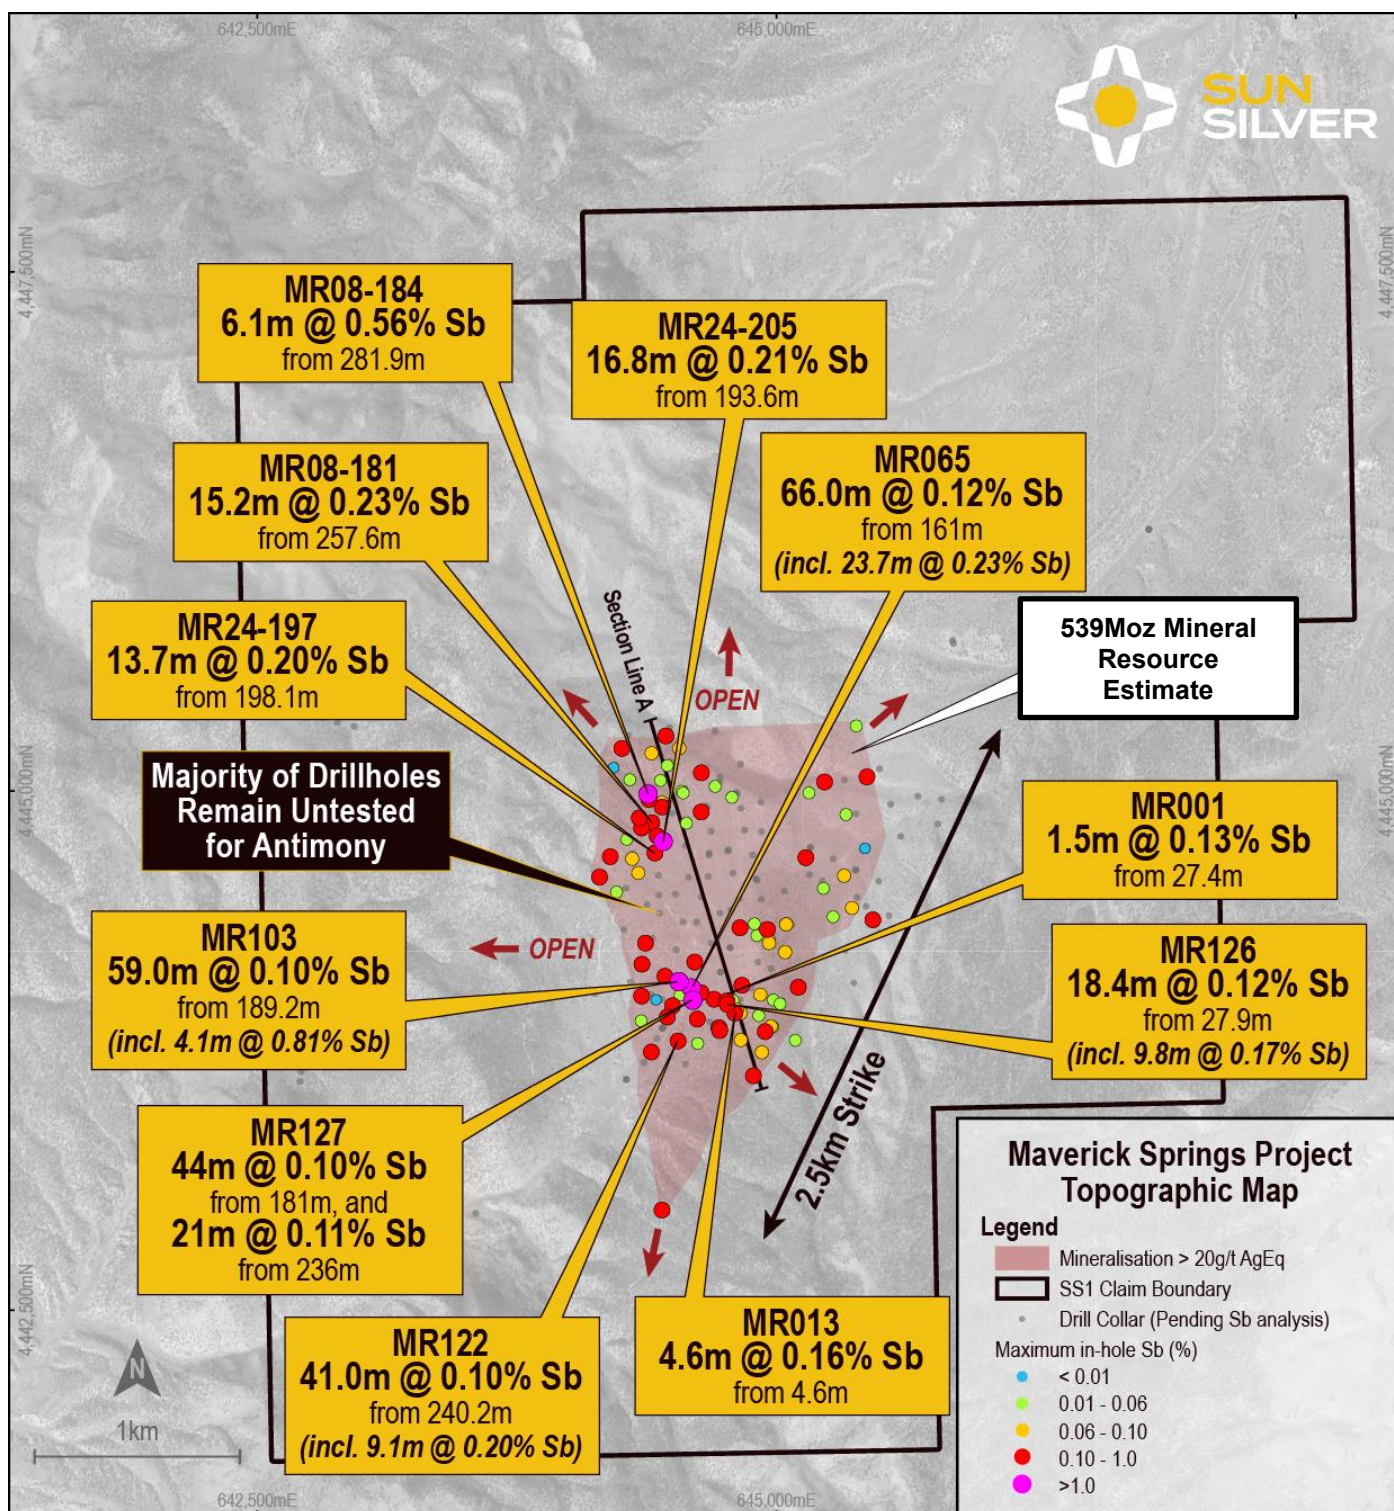 642,500mE
645,000mE
SUN
SILVER
4,447,500mN
4,447,500mN
MR08-184
6.1m @ 0.56% Sb
from 281.9m
MR24-205
16.8m @ 0.21% Sb
from 193.6m
MR08-181
15.2m @ 0.23% Sb
from 257.6m
MR065
66.0m @ 0.12% Sb
from 161m
(incl. 23.7m @ 0.23% Sb)
MR24-197
13.7m @ 0.20% Sb
from 198.1m
Section Line A
OPEN
539Moz Mineral
Resource
Estimate
Majority of Drillholes
Remain Untested
for Antimony
4,445,000mN
4,445,000mN
MR001
1.5m @ 0.13% Sb
from 27.4m
MR103
59.0m @ 0.10% Sb
from 189.2m
(incl. 4.1m @ 0.81% Sb)
OPEN
MR126
18.4m @ 0.12% Sb
from 27.9m
(incl. 9.8m @ 0.17% Sb)
2.5km Strike
MR127
44m @ 0.10% Sb
from 181m, and
21m @ 0.11% Sb
from 236m
MR122
41.0m @ 0.10% Sb
from 240.2m
(incl. 9.1m @ 0.20% Sb)
MR013
4.6m @ 0.16% Sb
from 4.6m
4,442,500mN
N
1km
Maverick Springs Project
Topographic Map
Legend
Mineralisation > 20g/t AgEq
SS1 Claim Boundary
Drill Collar (Pending Sb analysis)
Maximum in-hole Sb (%)
< 0.01
0.01 - 0.06
0.06 - 0.10
0.10 - 1.0
>1.0
642,500mE
645,000mE